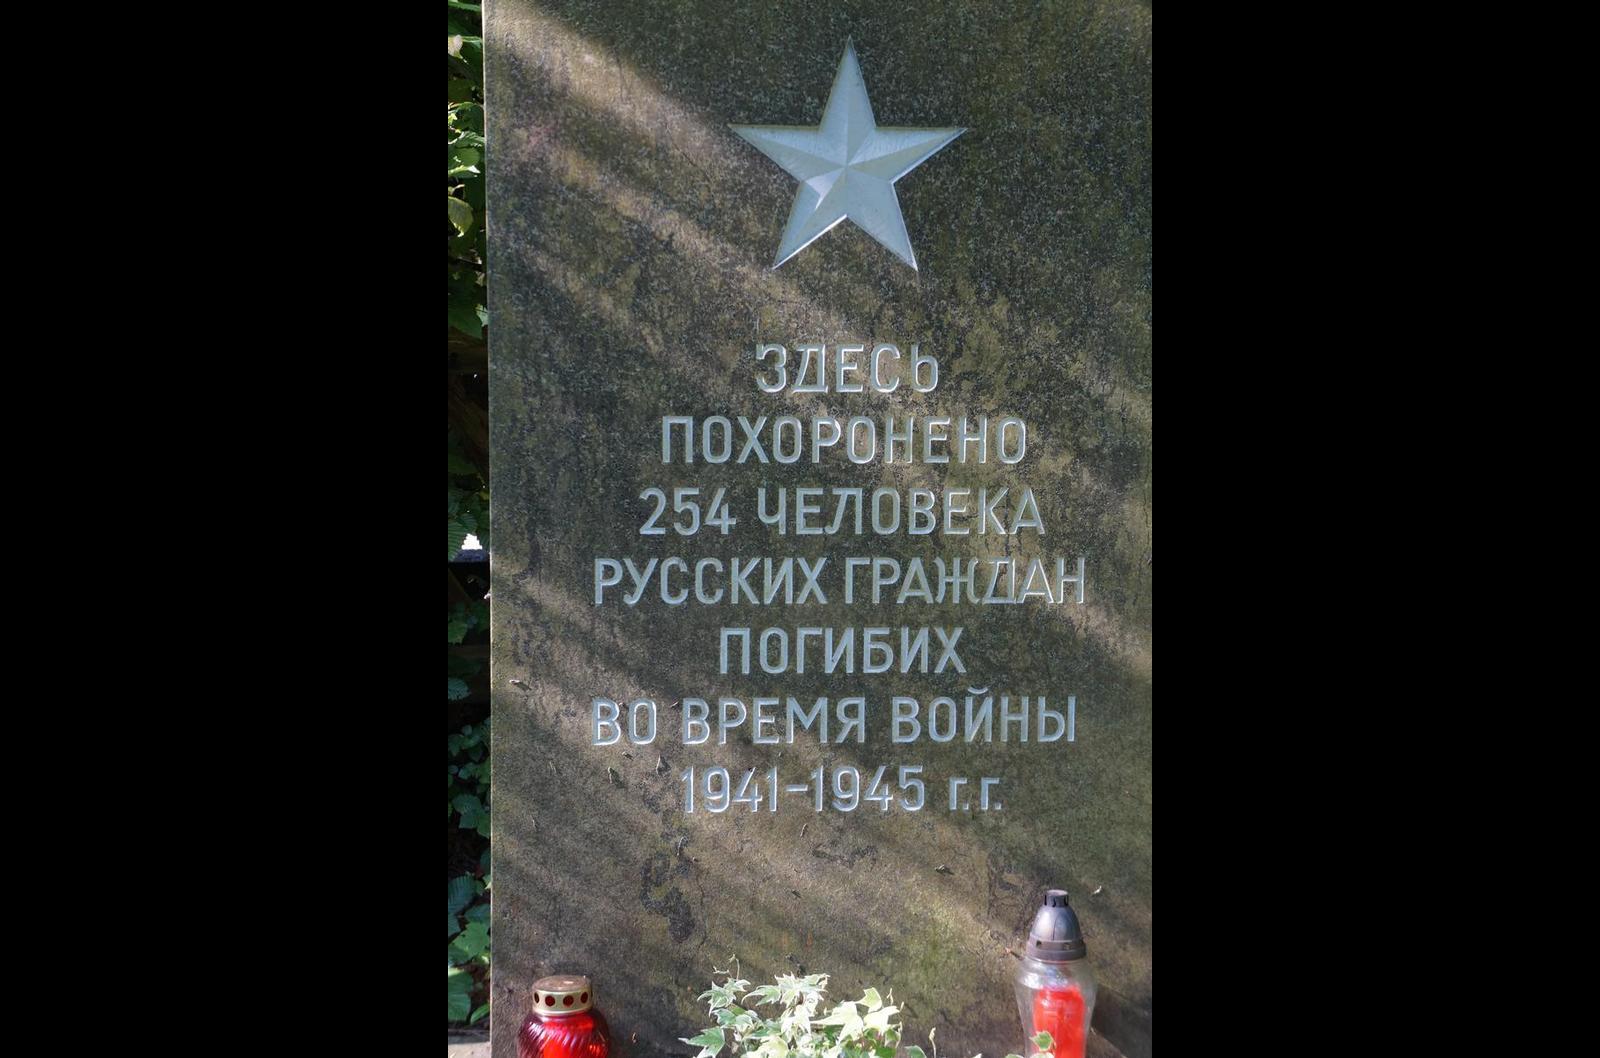 ЗДЕСЬ
ПОХОРОНЕНО
254 ЧЕЛОВЕКА
РУССКИХ ГРАЖДАН
ПОГИБИХ
ВО ВРЕМЯ ВОЙНЫ
1941-1945 г.г.